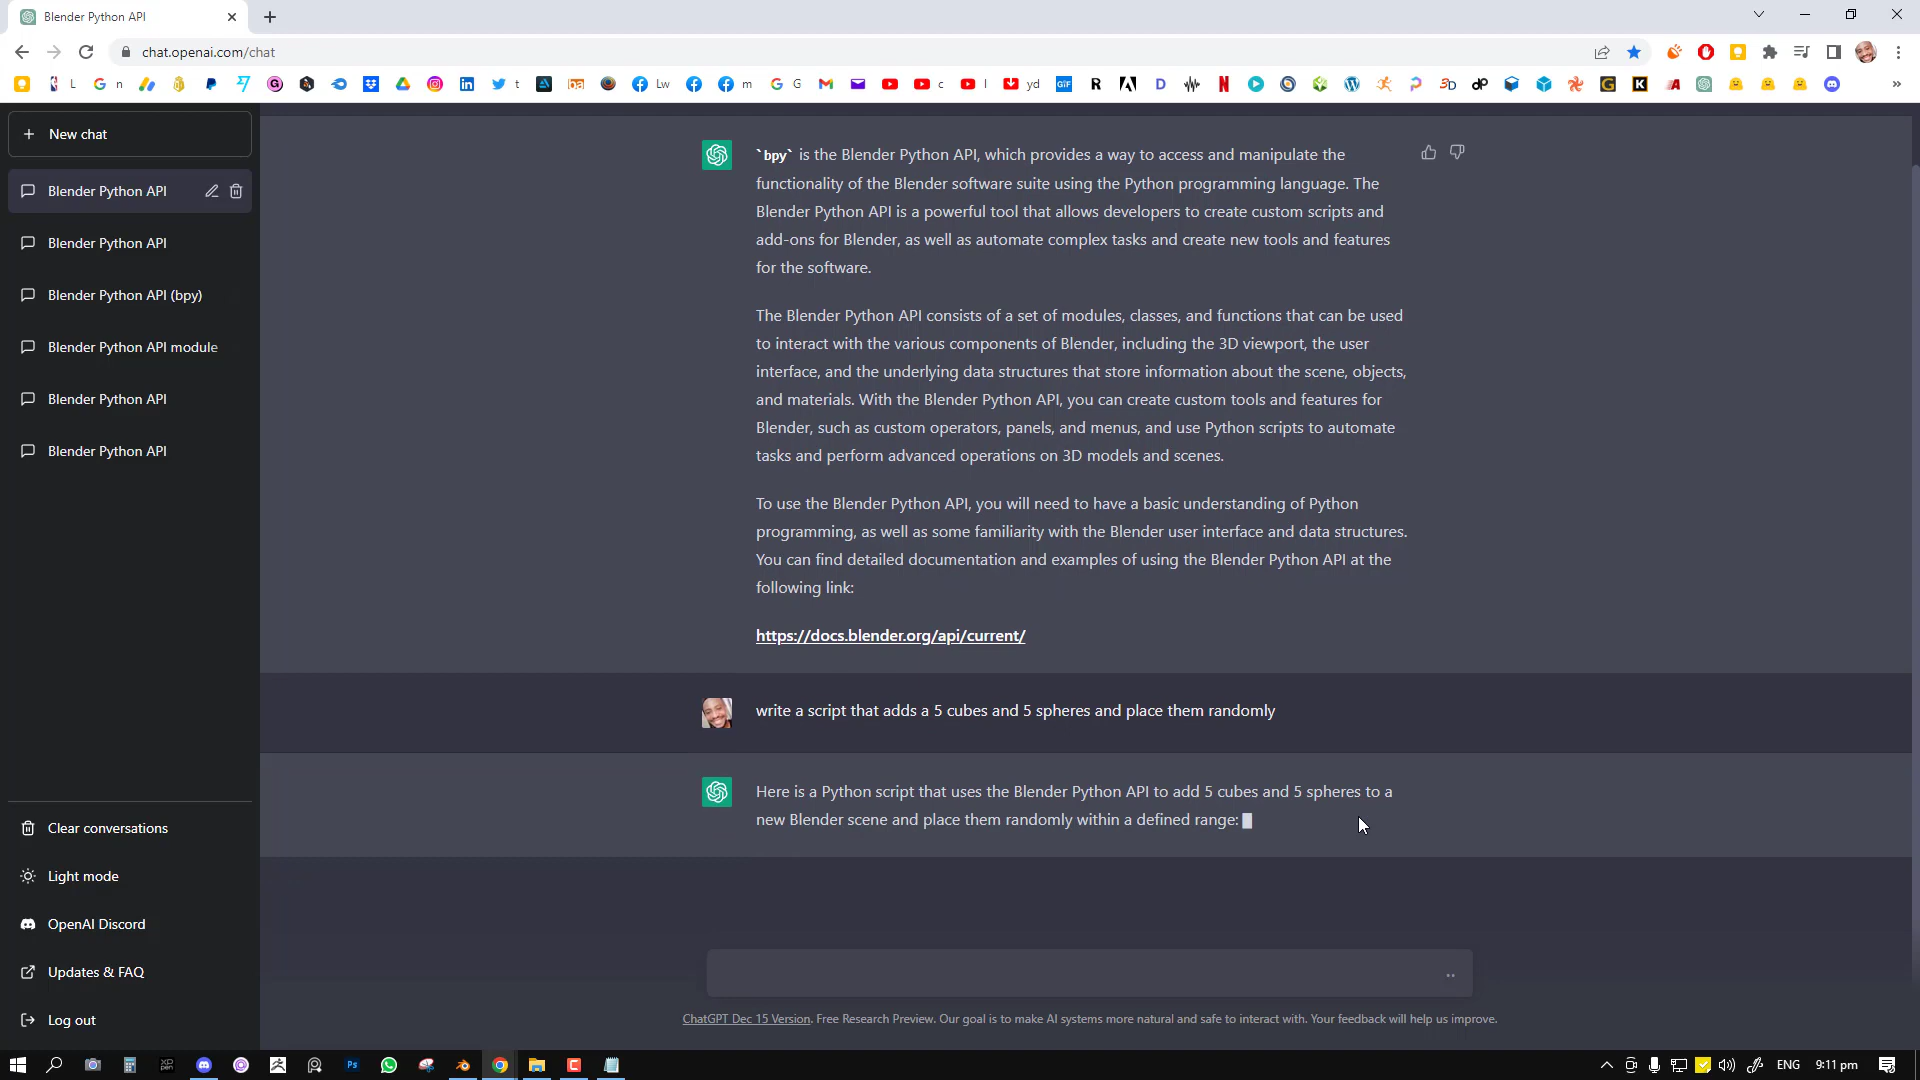 Blender Python API
chat.openai.com/chat
L
G n
t
Lw
m
G G
c
l
yd
GIF
New chat
Blender Python API
Blender Python API
Blender Python API (bpy)
Blender Python API module
Blender Python API
Blender Python API
Clear conversations
Light mode
OpenAI Discord
Updates & FAQ
Log out
`bpy` is the Blender Python API, which provides a way to access and manipulate the
functionality of the Blender software suite using the Python programming language. The
Blender Python API is a powerful tool that allows developers to create custom scripts and
add-ons for Blender, as well as automate complex tasks and create new tools and features
for the software.
The Blender Python API consists of a set of modules, classes, and functions that can be used
to interact with the various components of Blender, including the 3D viewport, the user
interface, and the underlying data structures that store information about the scene, objects,
and materials. With the Blender Python API, you can create custom tools and features for
Blender, such as custom operators, panels, and menus, and use Python scripts to automate
tasks and perform advanced operations on 3D models and scenes.
To use the Blender Python API, you will need to have a basic understanding of Python
programming, as well as some familiarity with the Blender user interface and data structures.
You can find detailed documentation and examples of using the Blender Python API at the
following link:
https://docs.blender.org/api/current/
write a script that adds a 5 cubes and 5 spheres and place them randomly
Here is a Python script that uses the Blender Python API to add 5 cubes and 5 spheres to a
new Blender scene and place them randomly within a defined range:
ChatGPT Dec 15 Version. Free Research Preview. Our goal is to make AI systems more natural and safe to interact with. Your feedback will help us improve.
ENG
9:11 pm